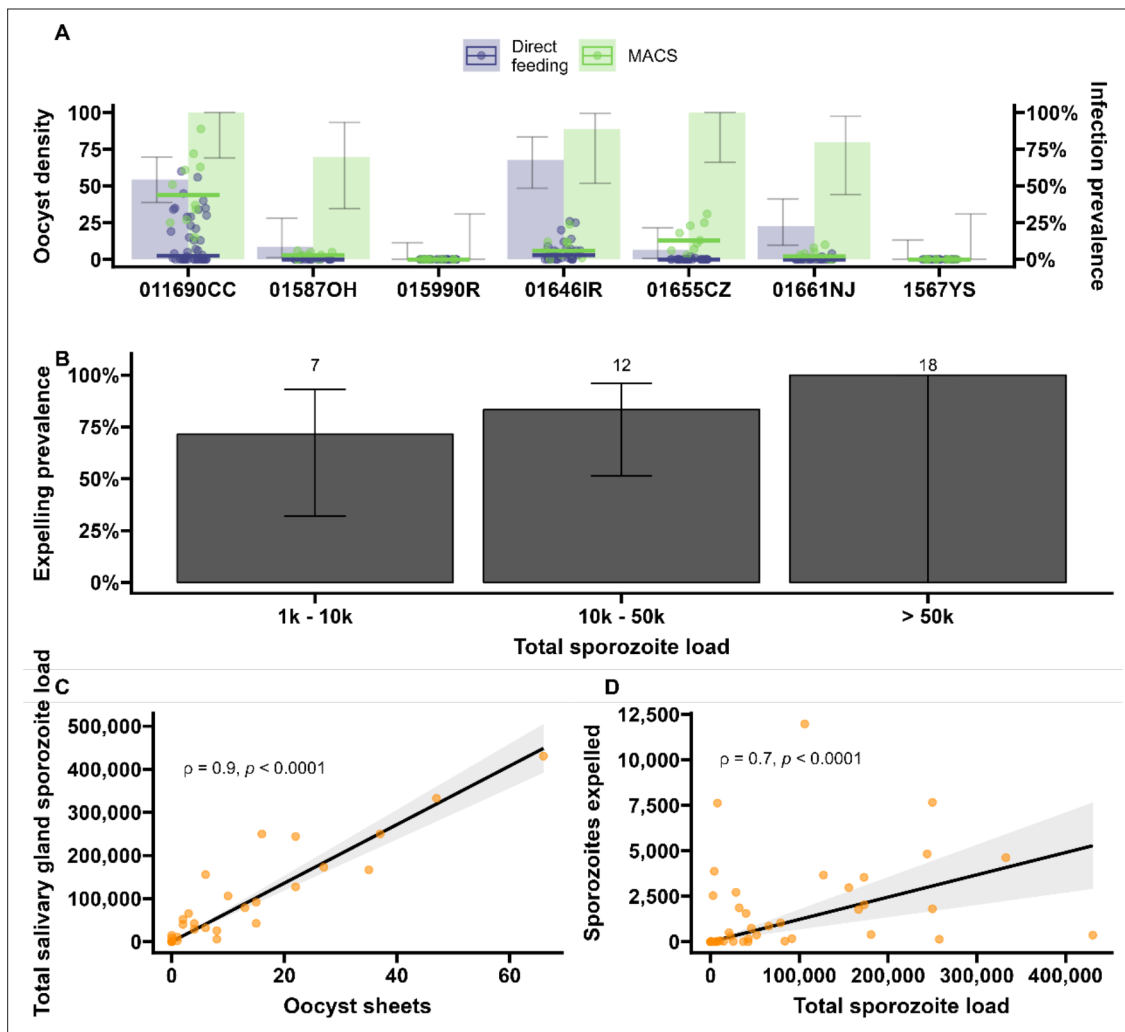 A
Direct
feeding
MACS
Oocyst density
100
75
50
25
0
Infection prevalence
100%
75%
50%
25%
0%
011690CC 01587OH 015990R 01646IR 01655CZ 01661NJ 1567YS
B
Expelling prevalence
100%
75%
50%
25%
0%
7 12 18
1k - 10k 10k - 50k > 50k
Total sporozoite load
C
Total salivary gland sporozoite load
500,000
400,000
300,000
200,000
100,000
0
ρ = 0.9, p < 0.0001
0 20 40 60
Oocyst sheets
D
Sporozoites expelled
12,500
10,000
7,500
5,000
2,500
0
ρ = 0.7, p < 0.0001
0 100,000 200,000 300,000 400,000
Total sporozoite load